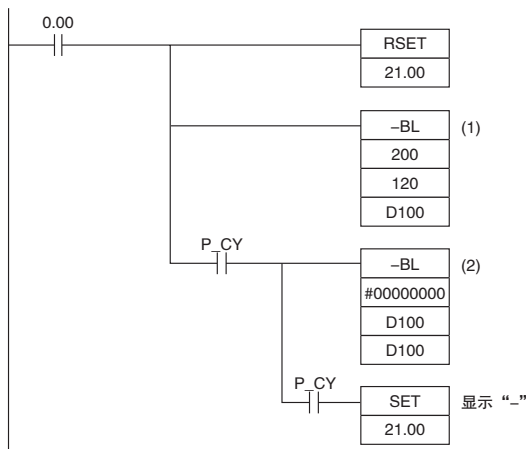 0.00
RSET
21.00
–BL (1)
200
120
D100
P_CY
–BL (2)
#00000000
D100
D100
P_CY
SET 显示“–”
21.00